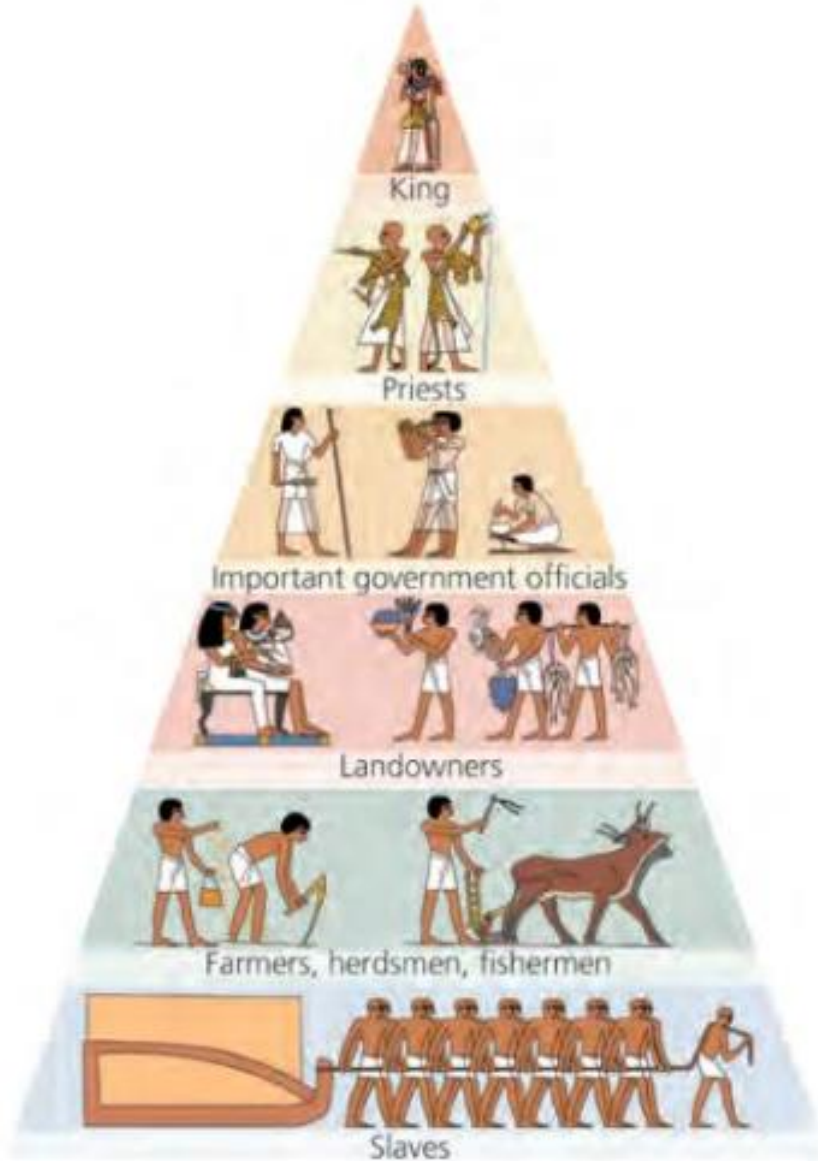 King
Priests
Important government officials
Landowners
Farmers, herdsmen, fishermen
Slaves